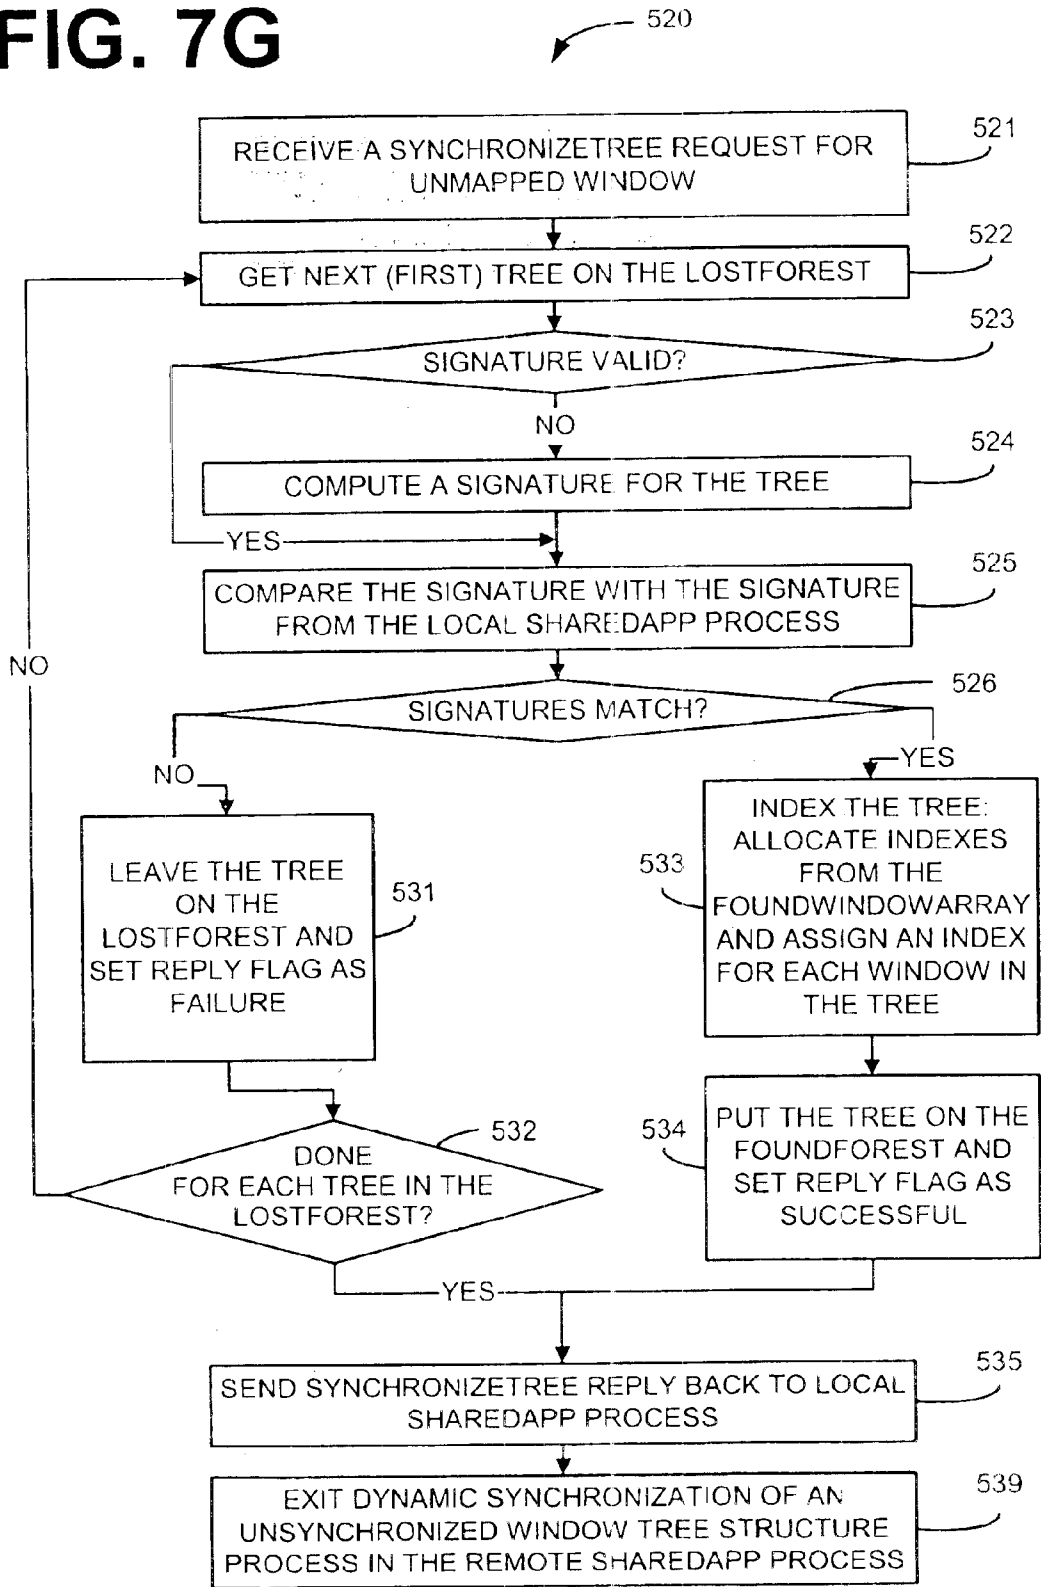 FIG. 7G
520
RECEIVE A SYNCHRONIZETREE REQUEST FOR
UNMAPPED WINDOW
521
GET NEXT (FIRST) TREE ON THE LOSTFOREST
522
SIGNATURE VALID?
523
NO
COMPUTE A SIGNATURE FOR THE TREE
524
YES
COMPARE THE SIGNATURE WITH THE SIGNATURE
FROM THE LOCAL SHAREDAPP PROCESS
525
NO
SIGNATURES MATCH?
526
NO
YES
LEAVE THE TREE
ON THE
LOSTFOREST AND
SET REPLY FLAG AS
FAILURE
531
INDEX THE TREE:
ALLOCATE INDEXES
FROM THE
FOUNDWINDOWARRAY
AND ASSIGN AN INDEX
FOR EACH WINDOW IN
THE TREE
533
DONE
FOR EACH TREE IN THE
LOSTFOREST?
532
PUT THE TREE ON THE
FOUNDFOREST AND
SET REPLY FLAG AS
SUCCESSFUL
534
YES
SEND SYNCHRONIZETREE REPLY BACK TO LOCAL
SHAREDAPP PROCESS
535
EXIT DYNAMIC SYNCHRONIZATION OF AN
UNSYNCHRONIZED WINDOW TREE STRUCTURE
PROCESS IN THE REMOTE SHAREDAPP PROCESS
539